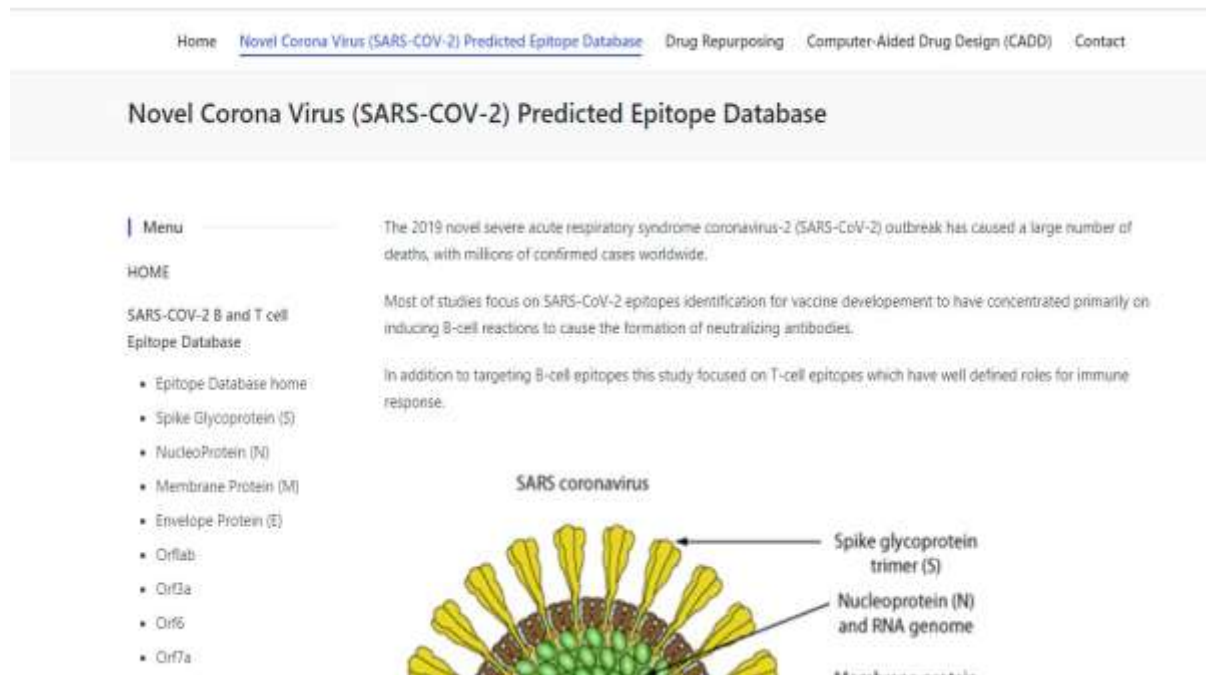 Home Novel Corona Virus (SARS-COV-2) Predicted Epitope Database Drug Repurposing Computer-Aided Drug Design (CADD) Contact
Novel Corona Virus (SARS-COV-2) Predicted Epitope Database
Menu
HOME
SARS-COV-2 B and T cell
Epitope Database
• Epitope Database home
• Spike Glycoprotein (S)
• NucleoProtein (N)
• Membrane Protein (M)
• Envelope Protein (E)
• Orflab
• Orf3a
• Orf6
• Orf7a
The 2019 novel severe acute respiratory syndrome coronavirus-2 (SARS-CoV-2) outbreak has caused a large number of
deaths, with millions of confirmed cases worldwide.
Most of studies focus on SARS-CoV-2 epitopes identification for vaccine developement to have concentrated primarily on
inducing B-cell reactions to cause the formation of neutralizing antibodies.
In addition to targeting B-cell epitopes this study focused on T-cell epitopes which have well defined roles for immune
response.
SARS coronavirus
Spike glycoprotein
trimer (S)
Nucleoprotein (N)
and RNA genome
Membrane protein